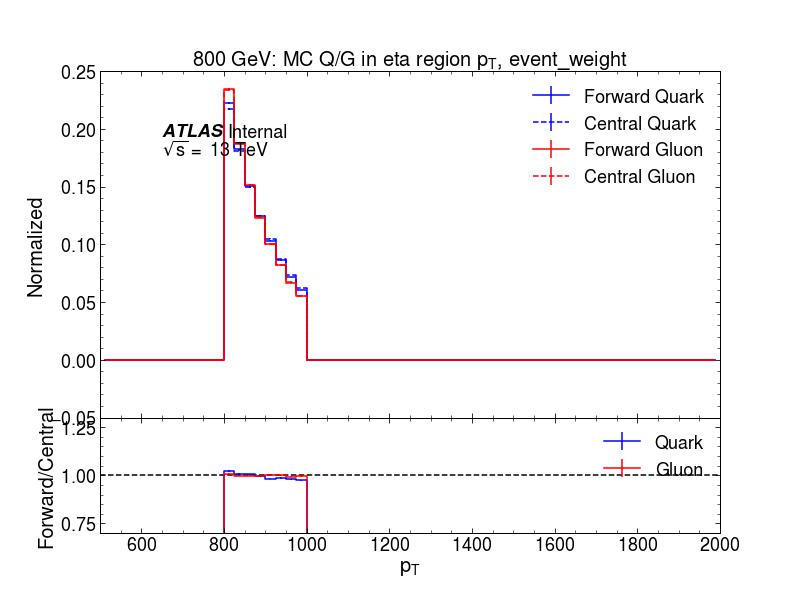 800 GeV: MC Q/G in eta region pT, event_weight
0.25
0.20
0.15
0.10
0.05
0.00
0.05
Normalized
ATLAS Internal
√s = 13 TeV
Forward Quark
Central Quark
Forward Gluon
Central Gluon
1.25
1.00
0.75
Forward/Central
Quark
Gluon
600 800 1000 1200 1400 1600 1800 2000
pT